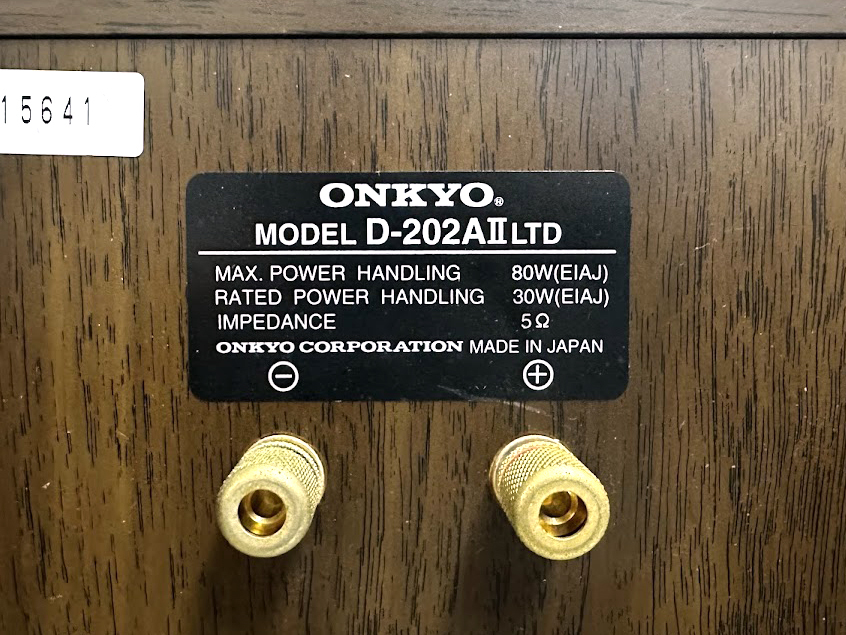 15641
ONKYO®
MODEL D-202AⅡ LTD
MAX. POWER HANDLING 80W(EIAJ)
RATED POWER HANDLING 30W(EIAJ)
IMPEDANCE 5Ω
ONKYO CORPORATION MADE IN JAPAN
⊖ ⊕